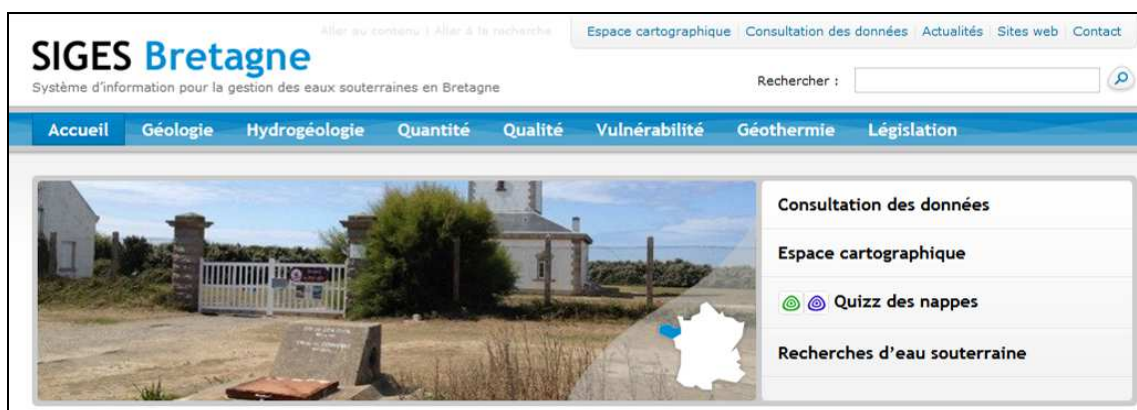 Aller au contenu | Aller à la recherche
Espace cartographique | Consultation des données | Actualités | Sites web | Contact
SIGES Bretagne
Système d'information pour la gestion des eaux souterraines en Bretagne
Rechercher :
Accueil Géologie Hydrogéologie Quantité Qualité Vulnérabilité Géothermie Législation
Consultation des données
Espace cartographique
Quizz des nappes
Recherches d'eau souterraine